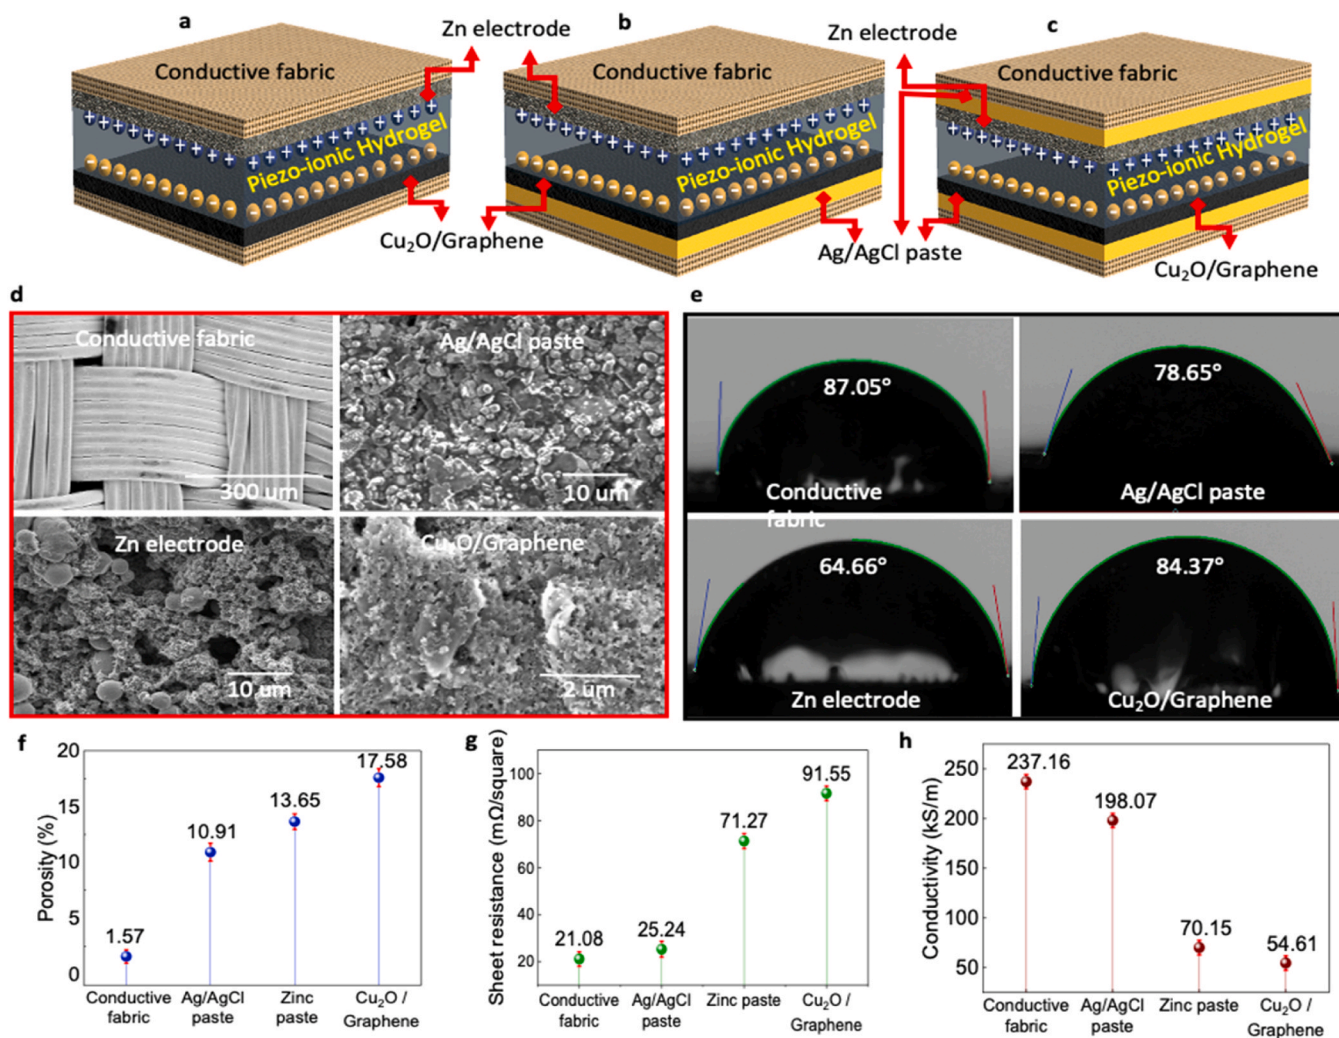 a
Zn electrode
b
Zn electrode
c
Conductive fabric
Conductive fabric
Conductive fabric
Piezo-ionic Hydrogel
Piezo-ionic Hydrogel
Piezo-ionic Hydrogel
Cu₂O/Graphene
Ag/AgCl paste
Cu₂O/Graphene
d
Conductive fabric
300 um
Ag/AgCl paste
10 um
Zn electrode
10 um
Cu₂O/Graphene
2 um
e
87.05°
Conductive
fabric
78.65°
Ag/AgCl paste
64.66°
Zn electrode
84.37°
Cu₂O/Graphene
f
Porosity (%)
20
15
10
5
0
1.57
10.91
13.65
17.58
Conductive
fabric
Ag/AgCl
paste
Zinc
paste
Cu₂O /
Graphene
g
Sheet resistance (mΩ/square)
100
80
60
40
20
21.08
25.24
71.27
91.55
Conductive
fabric
Ag/AgCl
paste
Zinc paste
Cu₂O /
Graphene
h
Conductivity (kS/m)
250
200
150
100
50
237.16
198.07
70.15
54.61
Conductive
fabric
Ag/AgCl
paste
Zinc paste
Cu₂O /
Graphene